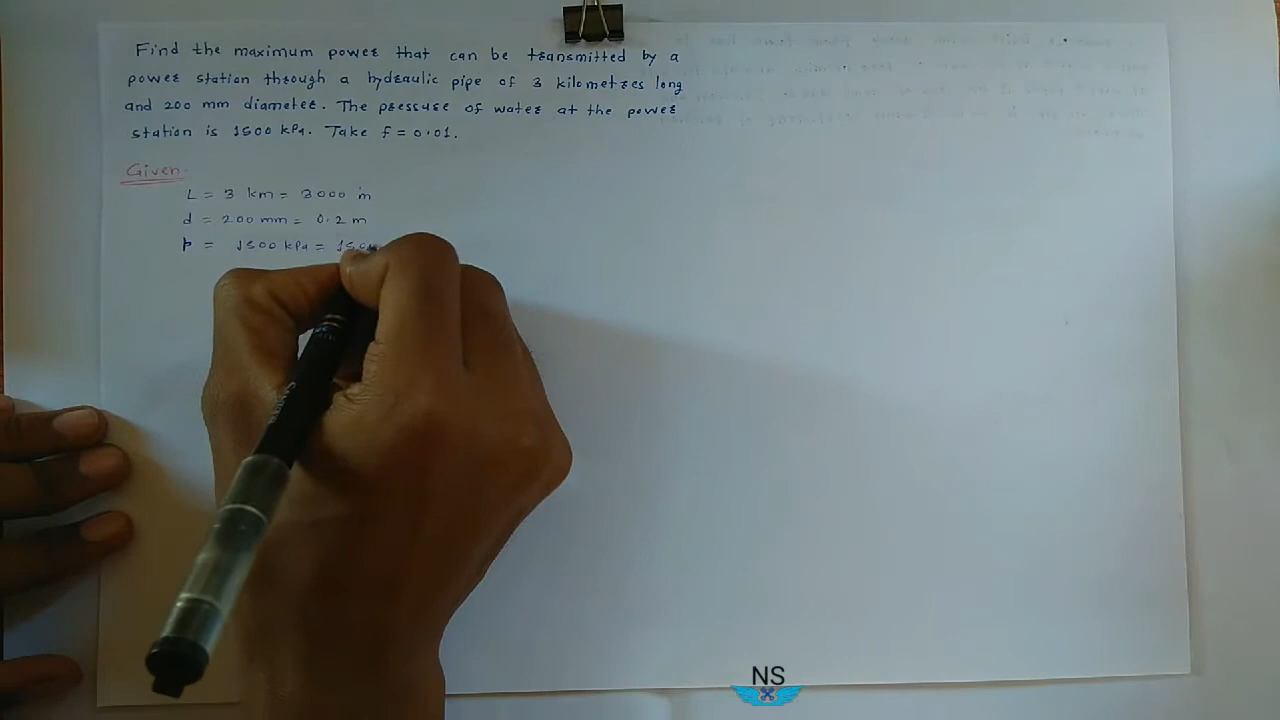 Find the maximum power that can be transmitted by a
power station through a hydraulic pipe of 3 kilometres long
and 200 mm diameter. The pressure of water at the power
station is 1500 kPa. Take f = 0.01.
Given-
L = 3 km = 3000 m
d = 200 mm = 0.2 m
p = 1500 kPa = 150
NS